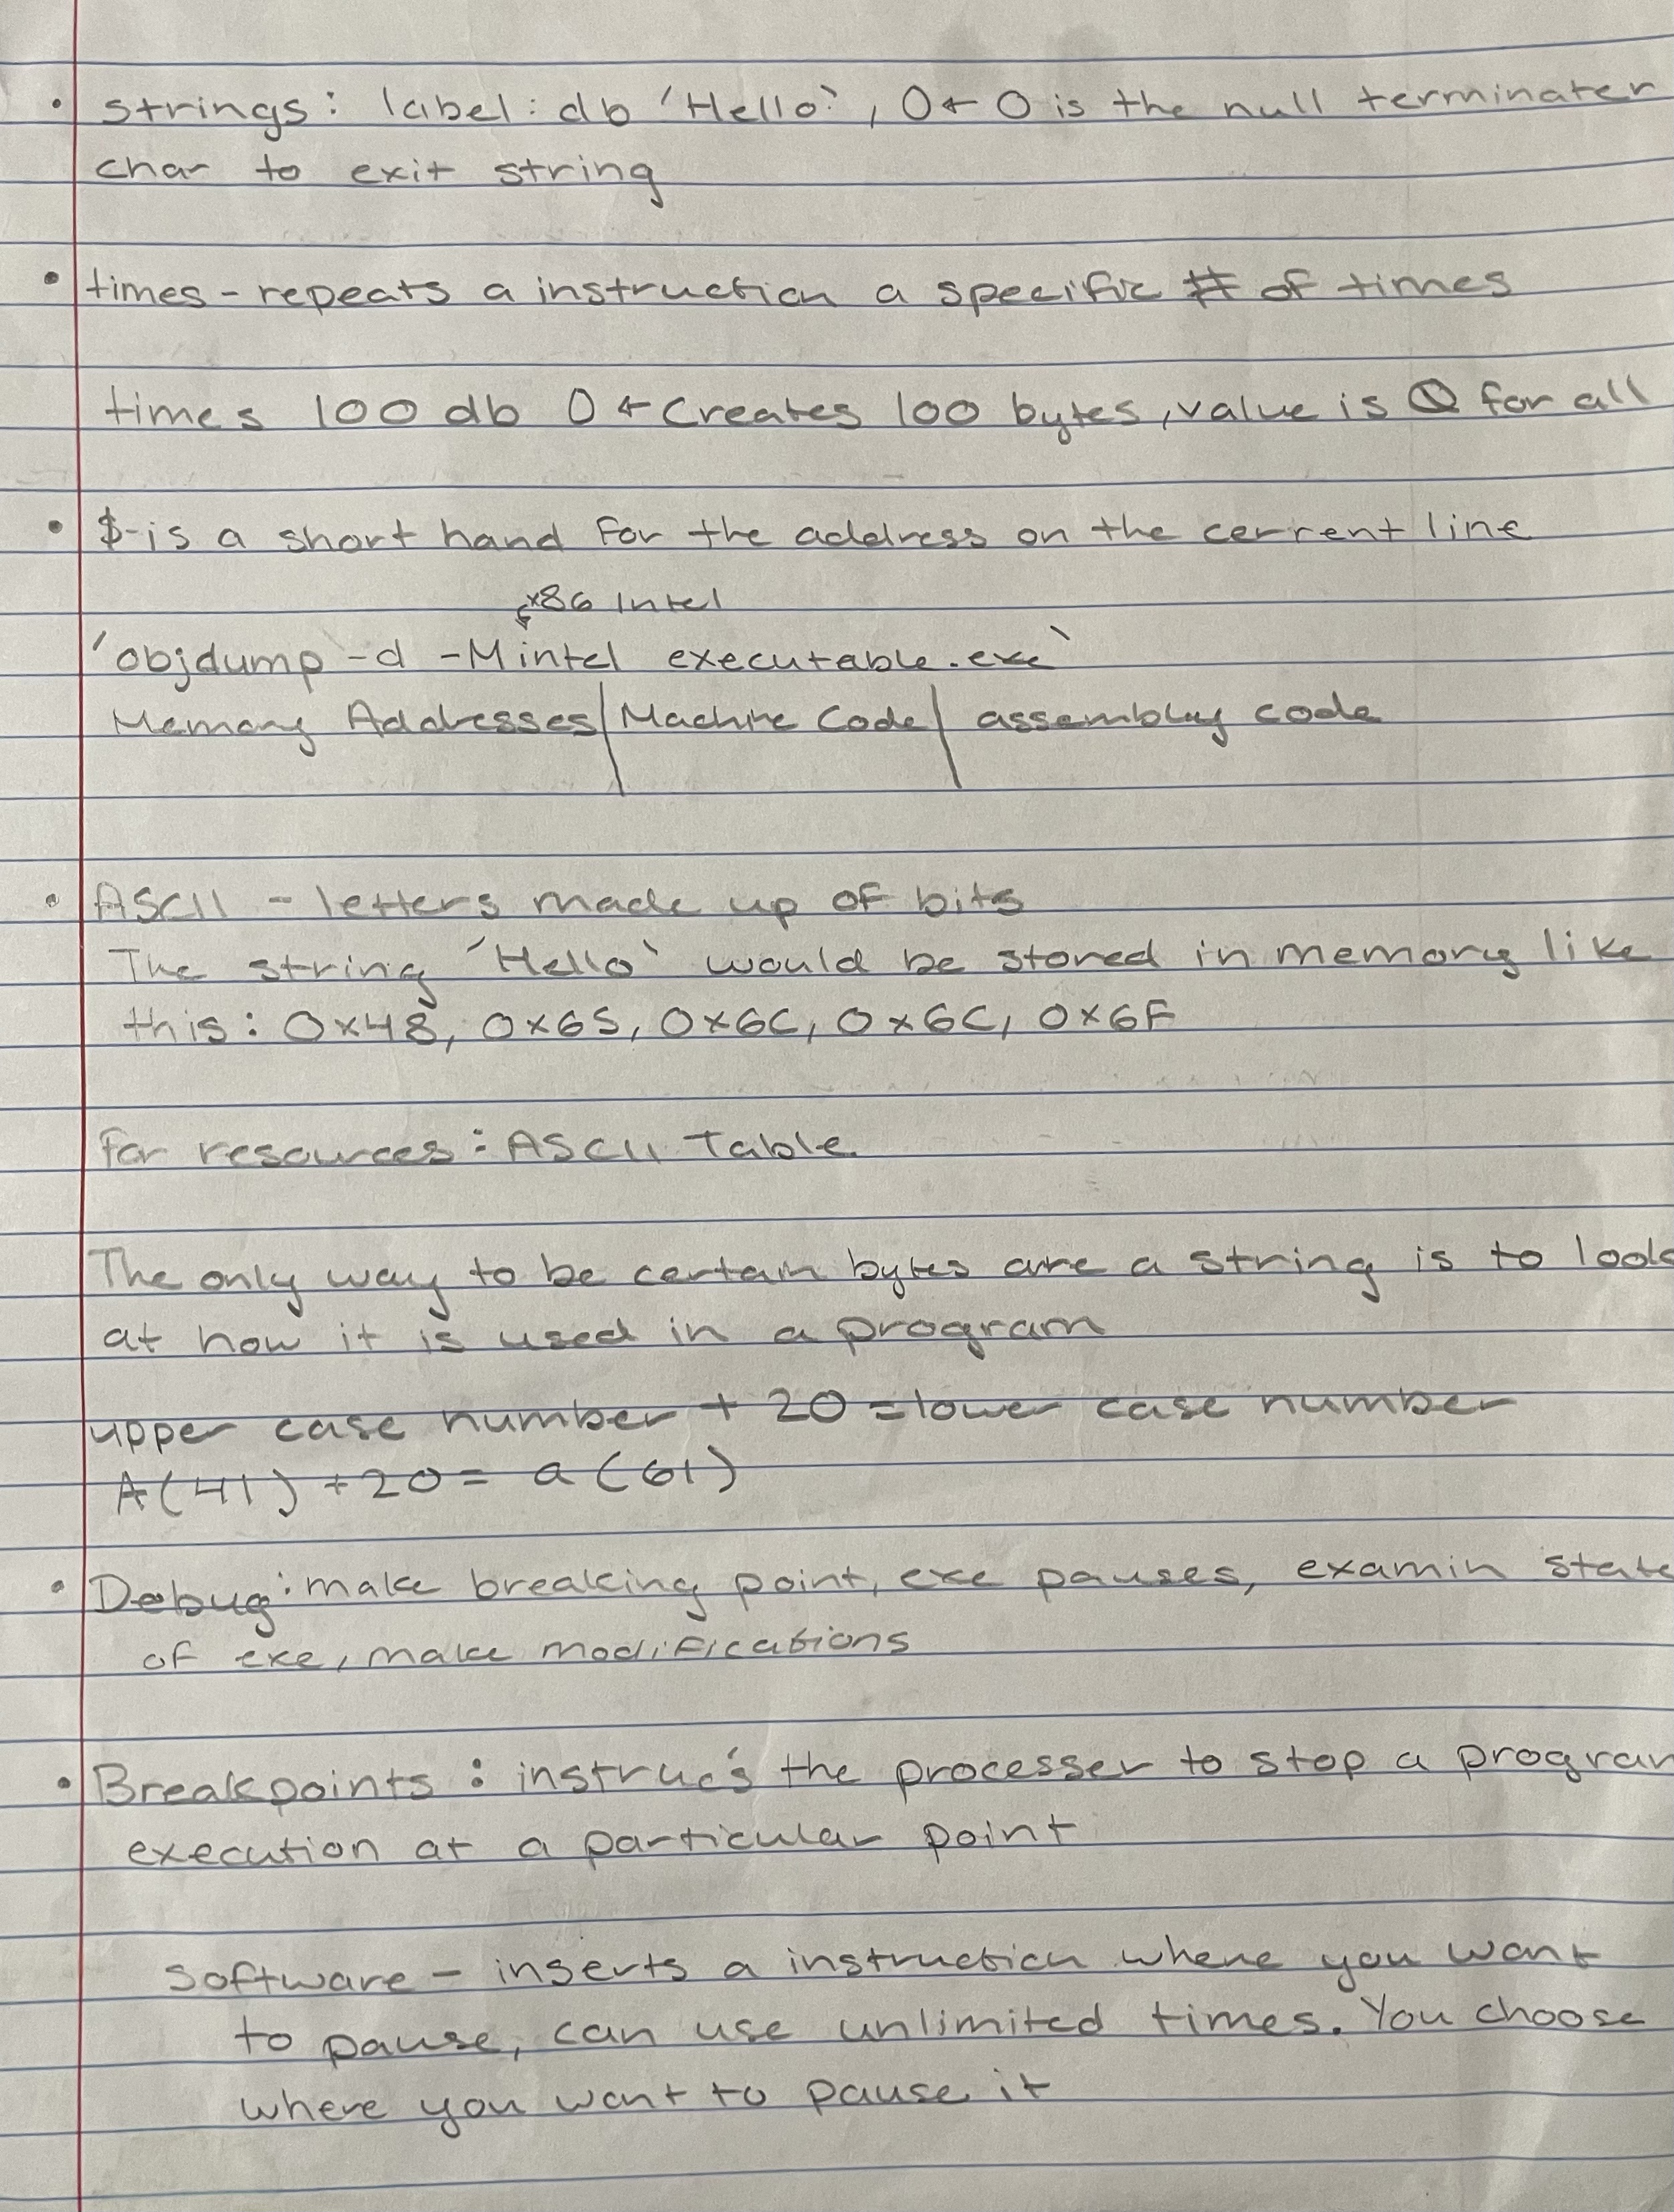 • strings: label: db 'Hello', 0 ← 0 is the null terminater
char to exit string
• times - repeats a instruction a specific # of times
times 100 db 0 ← Creates 100 bytes, value is 0 for all
• $ - is a short hand for the address on the cerrent line
x86 Intel
'objdump -d -Mintel executable.exe`
Memory Addresses | Machine Code | assembly code
• ASCII - letters made up of bits
The string 'Hello` would be stored in memory like
this: 0x48, 0x65, 0x6C, 0x6C, 0x6F
for resources: ASCII Table
The only way to be certain bytes are a string is to look
at how it is used in a program
upper case number + 20 = lower case number
A(41) + 20 = a (61)
• Debug: make breaking point, exe pauses, examin state
of exe, make modifications
• Breakpoints: instruc's the processer to stop a program
execution at a particular point
Software - inserts a instruction where you want
to pause, can use unlimited times. You choose
where you want to pause it